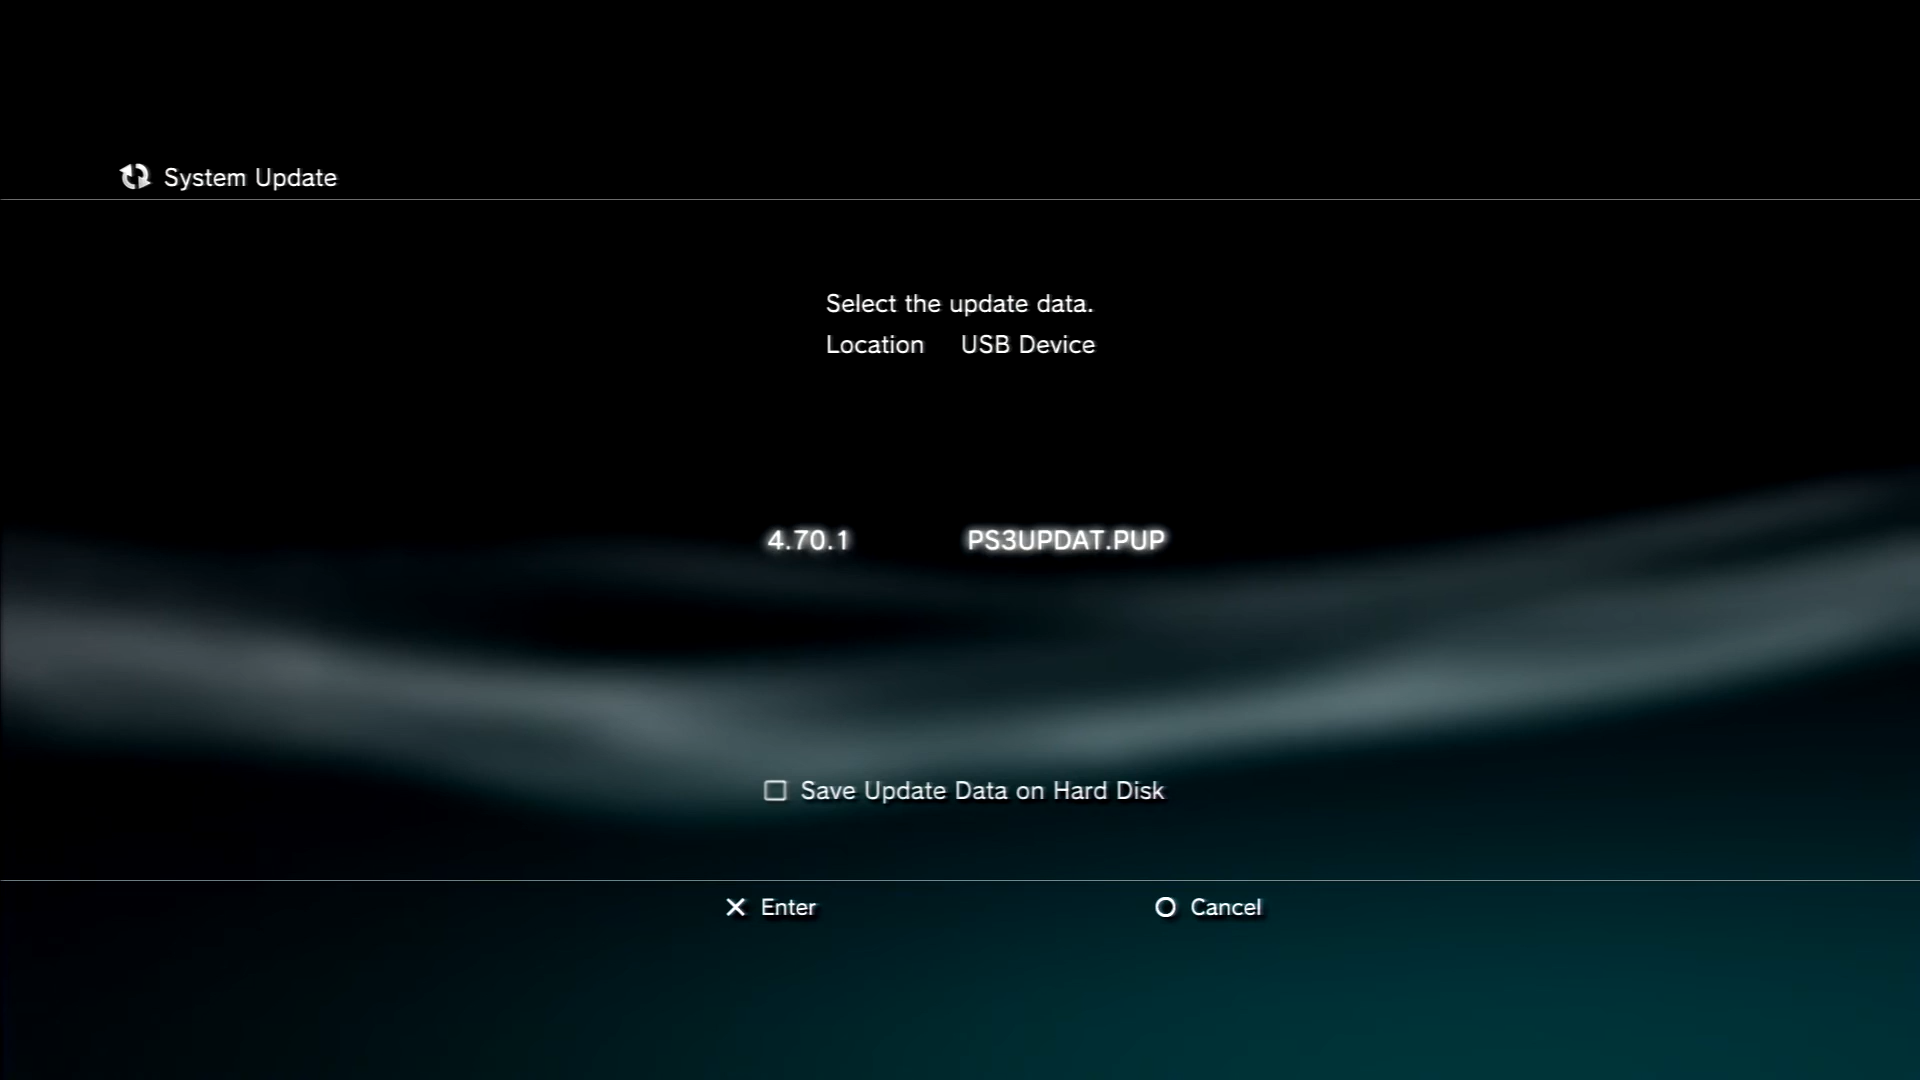 System Update
Select the update data.
Location USB Device
4.70.1 PS3UPDAT.PUP
Save Update Data on Hard Disk
Enter Cancel